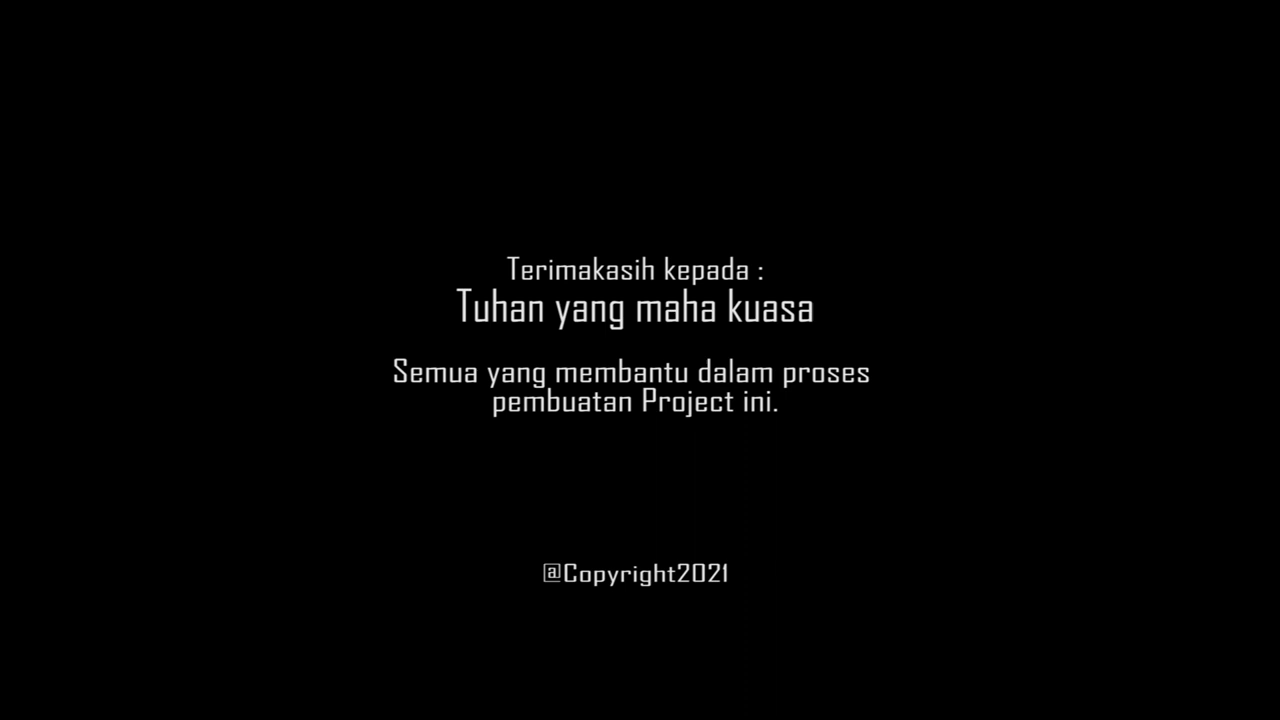 Terimakasih kepada :
Tuhan yang maha kuasa
Semua yang membantu dalam proses
pembuatan Project ini.
@Copyright2021